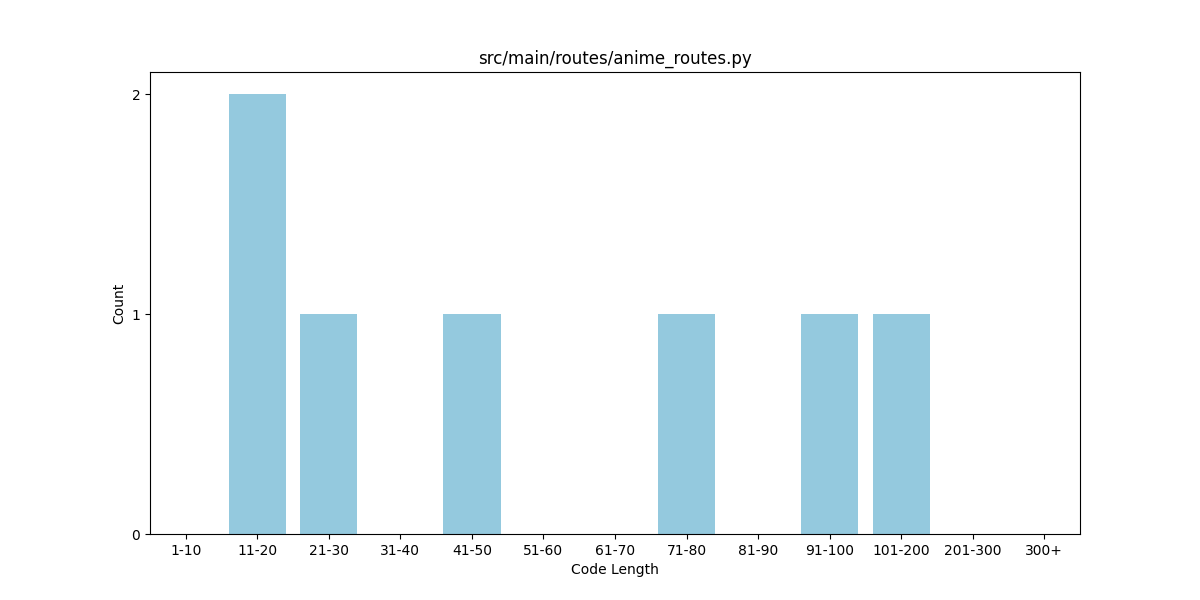 src/main/routes/anime_routes.py
2
1
0
Count
1-10 11-20 21-30 31-40 41-50 51-60 61-70 71-80 81-90 91-100 101-200 201-300 300+
Code Length